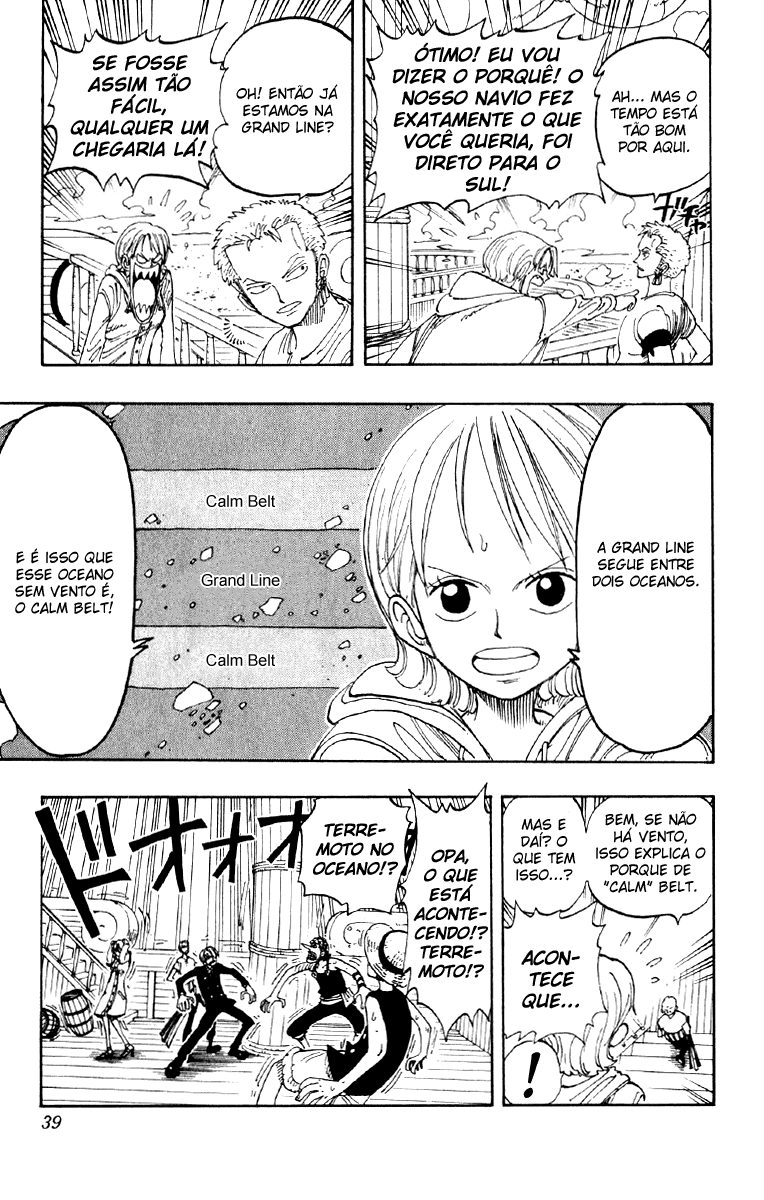 AH... MAS O
TEMPO ESTÁ
TÃO BOM
POR AQUI.
ÓTIMO! EU VOU
DIZER O PORQUÊ! O
NOSSO NAVIO FEZ
EXATAMENTE O QUE
VOCÊ QUERIA, FOI
DIRETO PARA O
SUL!
ガチャ
OH! ENTÃO JÁ
ESTAMOS NA
GRAND LINE?
SE FOSSE
ASSIM TÃO
FÁCIL,
QUALQUER UM
CHEGARIA LÁ!
A GRAND LINE
SEGUE ENTRE
DOIS OCEANOS.
Calm Belt
Grand Line
Calm Belt
E É ISSO QUE
ESSE OCEANO
SEM VENTO É,
O CALM BELT!
BEM, SE NÃO
HÁ VENTO,
ISSO EXPLICA O
PORQUE DE
"CALM" BELT.
MAS E
DAÍ? O
QUE TEM
ISSO...?
ACON-
TECE
QUE...
!
OPA,
O QUE
ESTÁ
ACONTE-
CENDO!?
TERRE-
MOTO!?
TERRE-
MOTO NO
OCEANO!?
ドオオオ
39